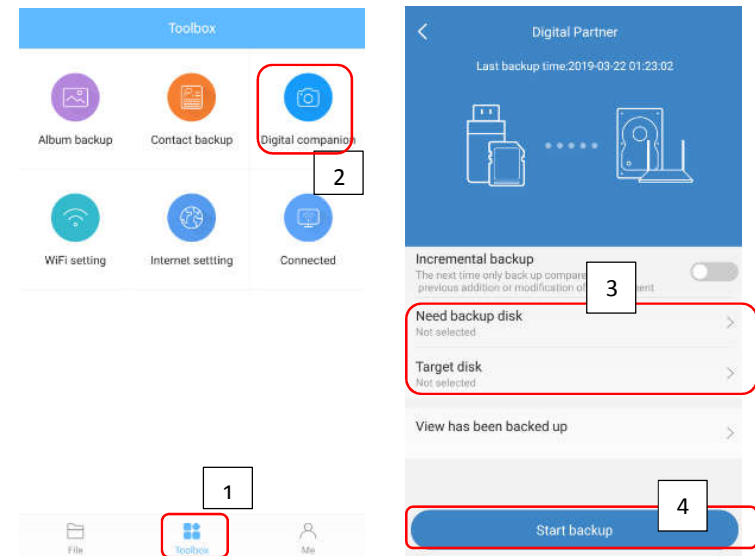 Toolbox
Album backup
Contact backup
Digital companion
2
WiFi setting
Internet settting
Connected
1
File
Toolbox
Me
Digital Partner
Last backup time:2019-03-22 01:23:02
Incremental backup
The next time only back up compare
previous addition or modification of
3
Need backup disk
Not selected
Target disk
Not selected
View has been backed up
4
Start backup